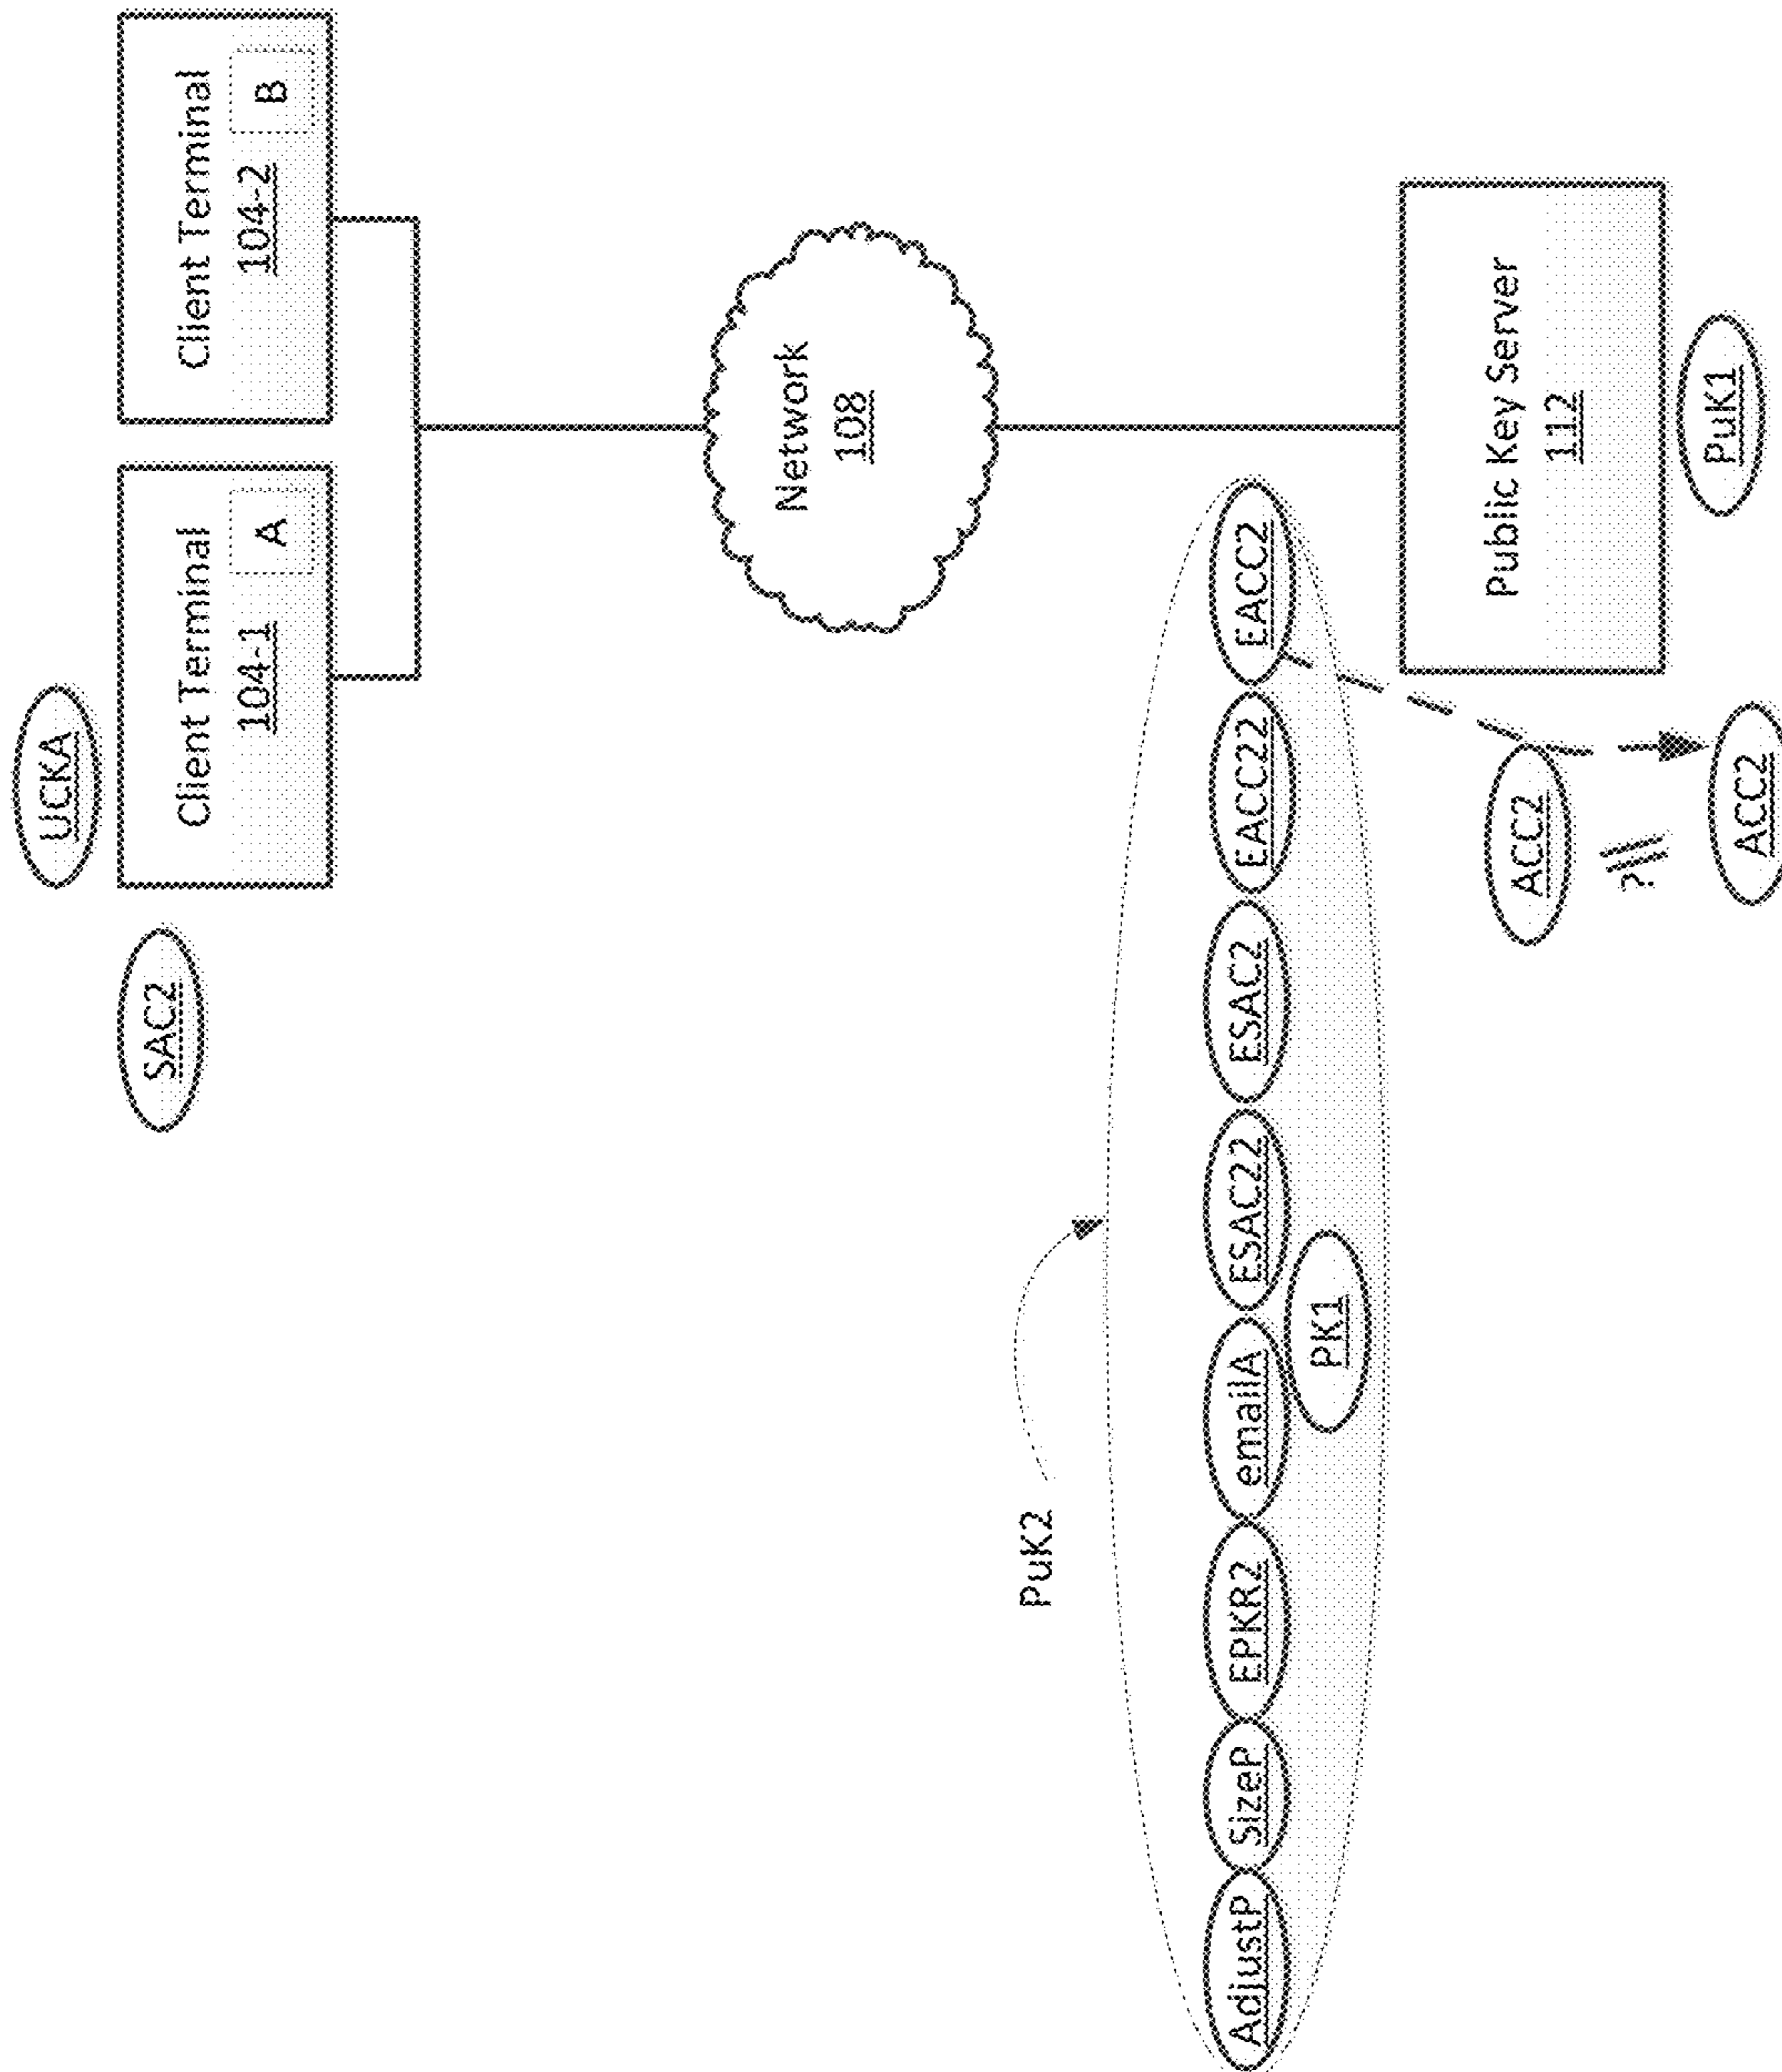 UCKA
SAC2
Client Terminal
104-1
A
Client Terminal
104-2
B
Network
108
PuK2
AdjustP
SizeP
EPKR2
emailA
ESAC22
ESAC2
EACC22
EACC2
PK1
Public Key Server
112
ACC2
?
ACC2
PuK1